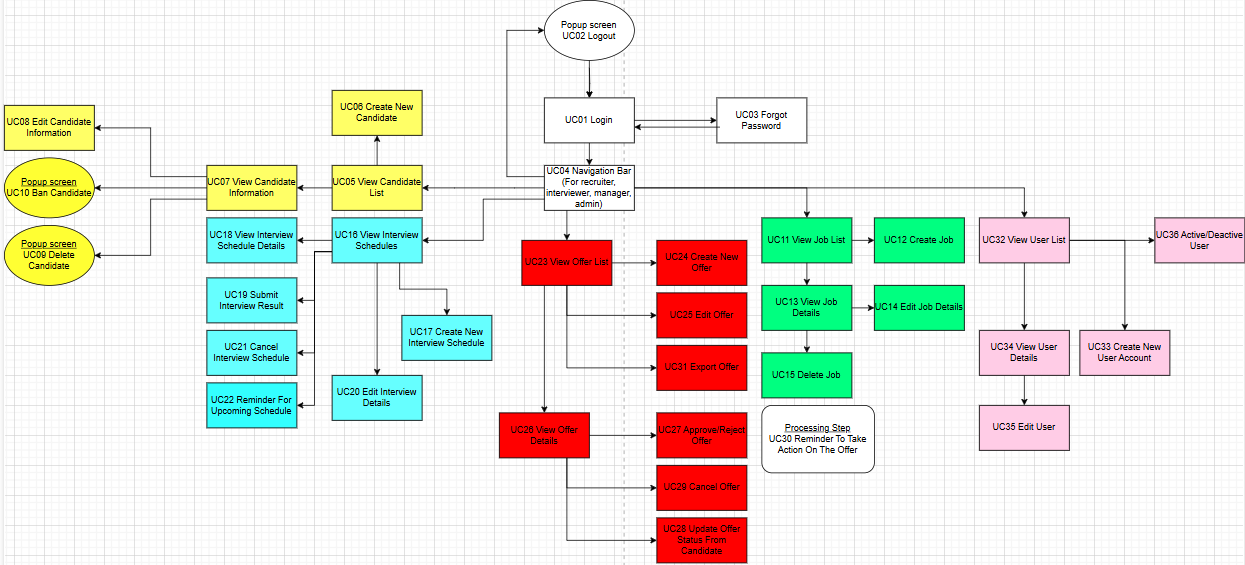 Popup screen
UC02 Logout
UC01 Login
UC03 Forgot
Password
UC04 Navigation Bar
(For recruiter,
interviewer, manager,
admin)
UC06 Create New
Candidate
UC08 Edit Candidate
Information
UC07 View Candidate
Information
UC05 View Candidate
List
Popup screen
UC10 Ban Candidate
Popup screen
UC09 Delete
Candidate
UC18 View Interview
Schedule Details
UC16 View Interview
Schedules
UC19 Submit
Interview Result
UC17 Create New
Interview Schedule
UC21 Cancel
Interview Schedule
UC22 Reminder For
Upcoming Schedule
UC20 Edit Interview
Details
UC23 View Offer List
UC24 Create New
Offer
UC25 Edit Offer
UC31 Export Offer
UC26 View Offer
Details
UC27 Approve/Reject
Offer
UC29 Cancel Offer
UC28 Update Offer
Status From
Candidate
UC11 View Job List
UC12 Create Job
UC13 View Job
Details
UC14 Edit Job Details
UC15 Delete Job
Processing Step
UC30 Reminder To Take
Action On The Offer
UC32 View User List
UC36 Active/Deactive
User
UC34 View User
Details
UC33 Create New
User Account
UC35 Edit User